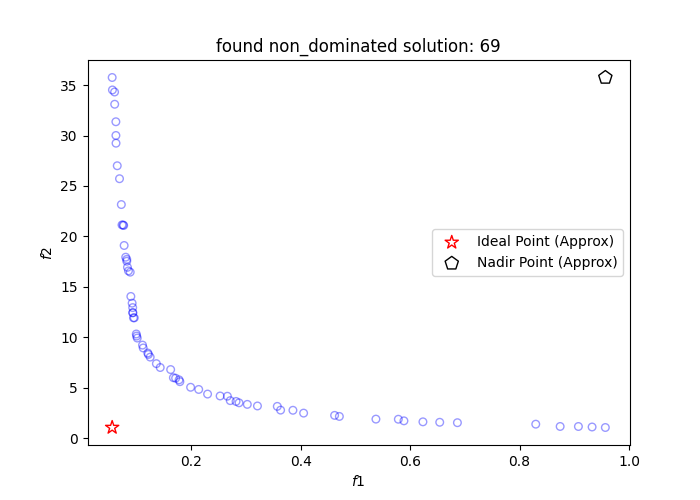 found non_dominated solution: 69
35
30
25
20
15
10
5
0
f2
Ideal Point (Approx)
Nadir Point (Approx)
0.2
0.4
0.6
0.8
1.0
f1